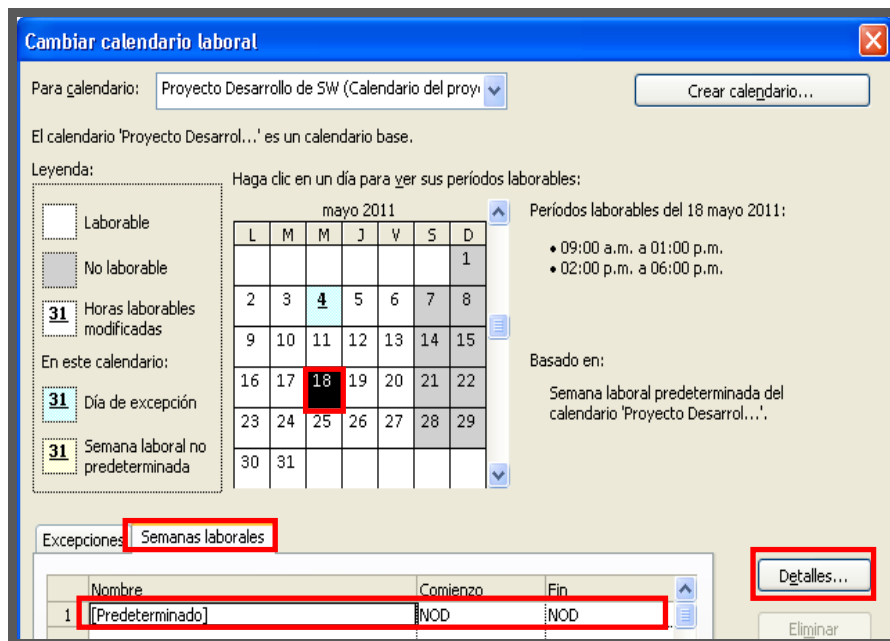 Cambiar calendario laboral
Para calendario: Proyecto Desarrollo de SW (Calendario del proy
Crear calendario...
El calendario 'Proyecto Desarrol...' es un calendario base.
Leyenda:
Laborable
No laborable
31 Horas laborables
modificadas
En este calendario:
31 Día de excepción
31 Semana laboral no
predeterminada
Haga clic en un día para ver sus períodos laborables:
mayo 2011
L M M J V S D
1
2 3 4 5 6 7 8
9 10 11 12 13 14 15
16 17 18 19 20 21 22
23 24 25 26 27 28 29
30 31
Períodos laborables del 18 mayo 2011:
• 09:00 a.m. a 01:00 p.m.
• 02:00 p.m. a 06:00 p.m.
Basado en:
Semana laboral predeterminada del
calendario 'Proyecto Desarrol...'.
Excepciones Semanas laborales
Detalles...
Nombre Comienzo Fin
1 [Predeterminado] NOD NOD
Eliminar